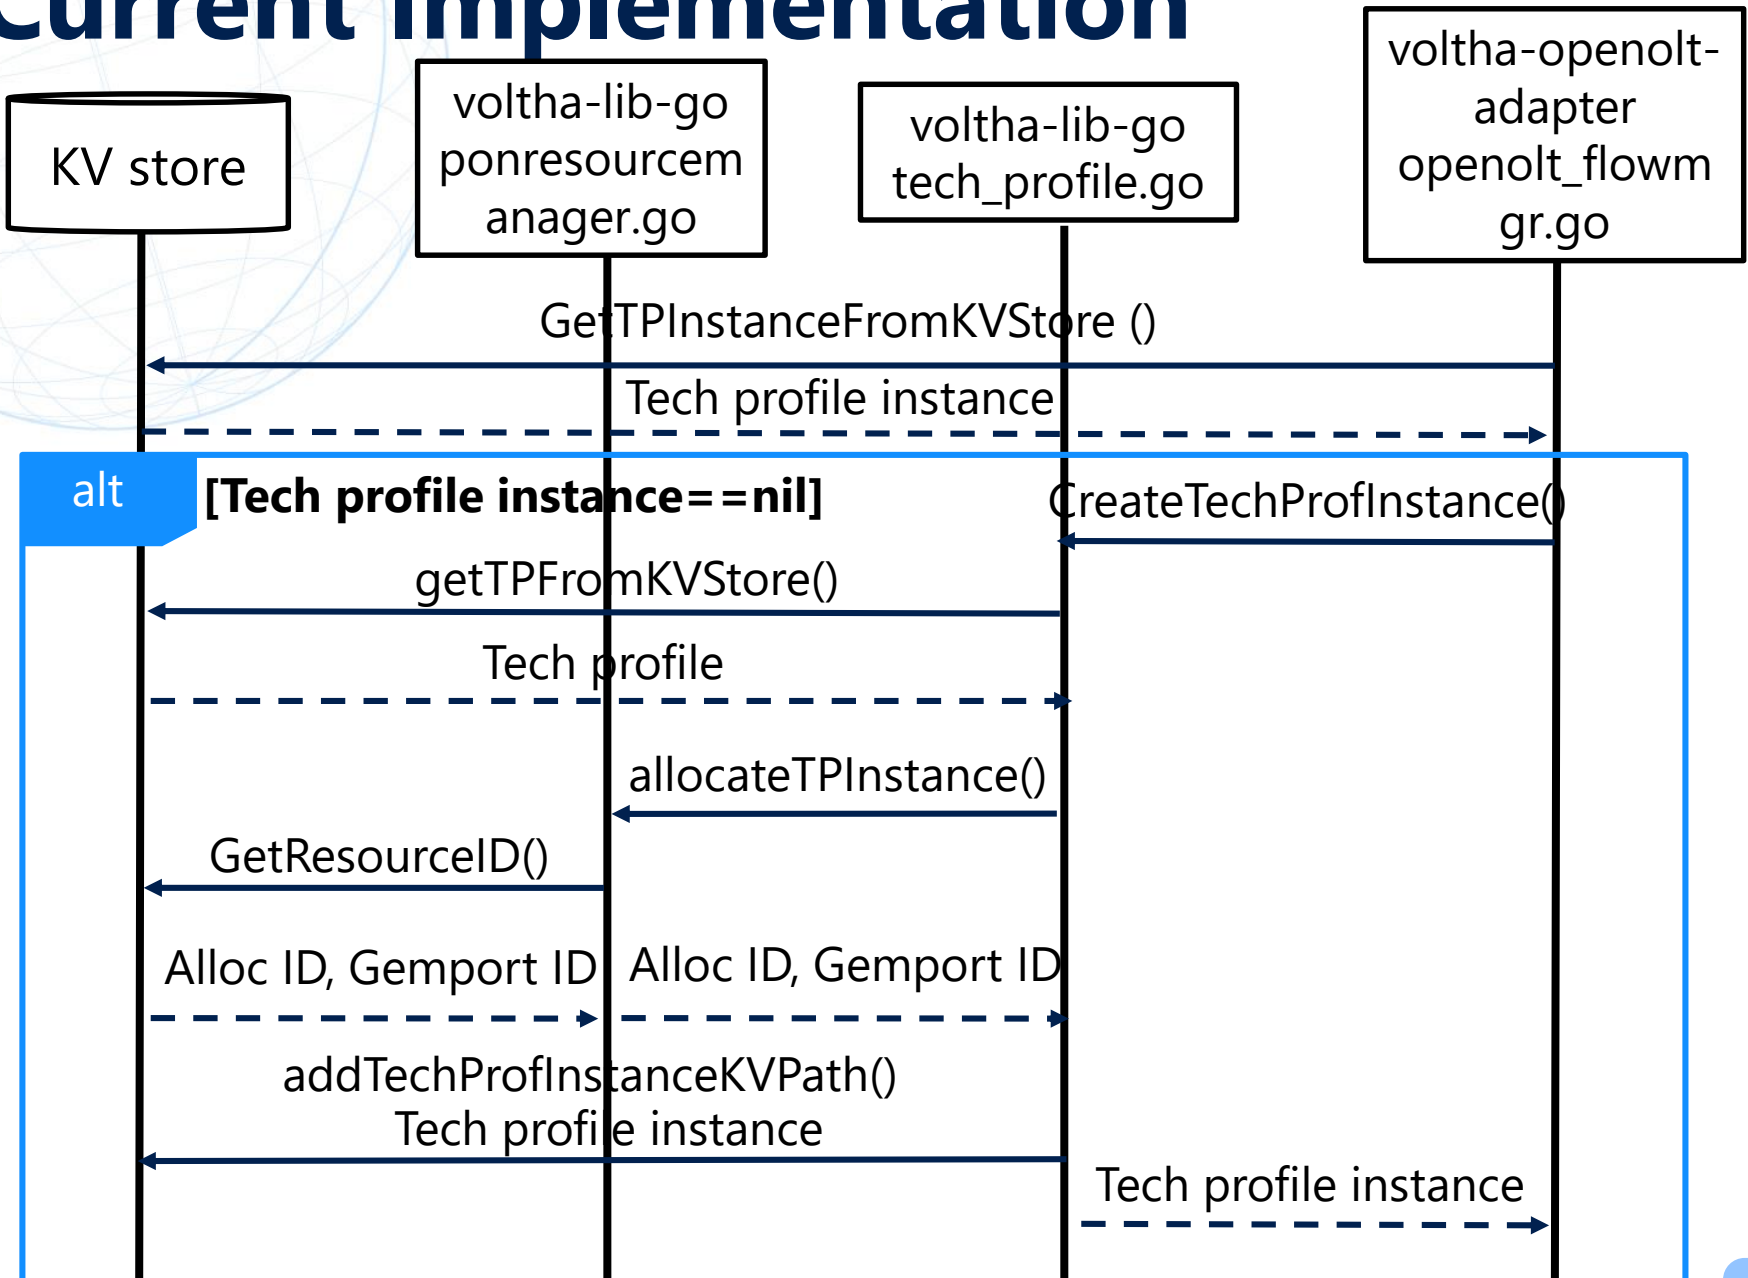 Current Implementation
KV store
voltha-lib-go
ponresourcem
anager.go
voltha-lib-go
tech_profile.go
voltha-openolt-
adapter
openolt_flowm
gr.go
GetTPInstanceFromKVStore ()
Tech profile instance
alt
[Tech profile instance==nil]
CreateTechProfInstance()
getTPFromKVStore()
Tech profile
allocateTPInstance()
GetResourceID()
Alloc ID, Gemport ID
Alloc ID, Gemport ID
addTechProfInstanceKVPath()
Tech profile instance
Tech profile instance